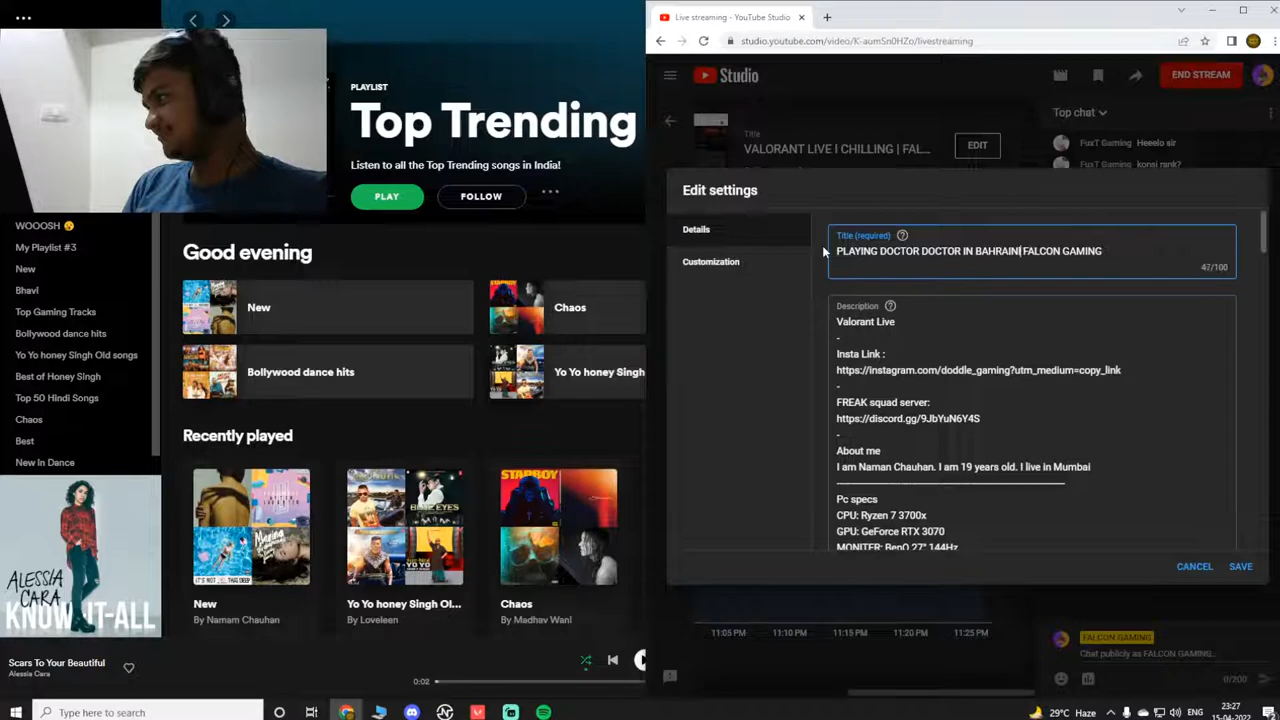 PLAYLIST
Top Trending
Listen to all the Top Trending songs in India!
PLAY
FOLLOW
WOOOSH 😮
My Playlist #3
New
Bhavi
Top Gaming Tracks
Bollywood dance hits
Yo Yo honey Singh Old songs
Best of Honey Singh
Top 50 Hindi Songs
Chaos
Best
New In Dance
ALESSIA
CARA
KNOW-IT-ALL
Scars To Your Beautiful
Alessia Cara
Good evening
New
Chaos
Bollywood dance hits
Yo Yo honey Singh
Recently played
STARBOY
New
By Namam Chauhan
Yo Yo honey Singh Ol...
By Loveleen
Chaos
By Madhav Wanl
0:02
Live streaming - YouTube Studio
studio.youtube.com/video/K-aumSn0HZo/livestreaming
Studio
END STREAM
Title
VALORANT LIVE I CHILLING | FAL...
EDIT
Top chat
FuxT Gaming Heeelo sir
FuxT Gaming konsi rank?
Edit settings
Details
Customization
Title (required)
PLAYING DOCTOR DOCTOR IN BAHRAINI FALCON GAMING
47/100
Description
Valorant Live
-
Insta Link :
https://instagram.com/doddle_gaming?utm_medium=copy_link
-
FREAK squad server:
https://discord.gg/9JbYuN6Y4S
-
About me
I am Naman Chauhan. I am 19 years old. I live in Mumbai
Pc specs
CPU: Ryzen 7 3700x
GPU: GeForce RTX 3070
MONITER: BenQ 27" 144Hz
CANCEL
SAVE
11:05 PM
11:10 PM
11:15 PM
11:20 PM
11:25 PM
FALCON GAMING
Chat publicly as FALCON GAMING...
0/200
Type here to search
29°C Haze
ENG
23:27
15-04-2022